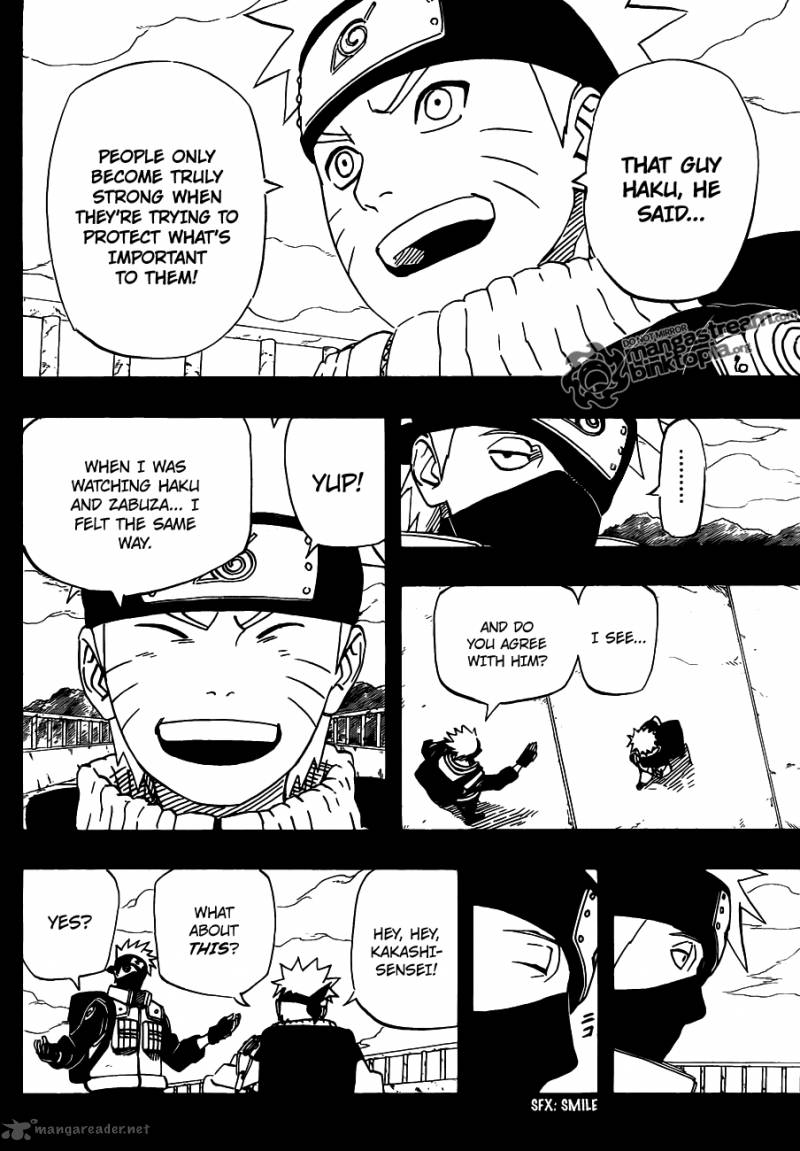 THAT GUY
HAKU, HE
SAID...
PEOPLE ONLY
BECOME TRULY
STRONG WHEN
THEY'RE TRYING TO
PROTECT WHAT'S
IMPORTANT
TO THEM!
DO NOT MIRROR
mangastream.com
binktopia.org
.........
I SEE...
AND DO
YOU AGREE
WITH HIM?
YUP!
WHEN I WAS
WATCHING HAKU
AND ZABUZA... I
FELT THE SAME
WAY.
ニコ
SFX: SMILE
HEY, HEY,
KAKASHI-
SENSEI!
WHAT
ABOUT
THIS?
YES?
mangareader.net